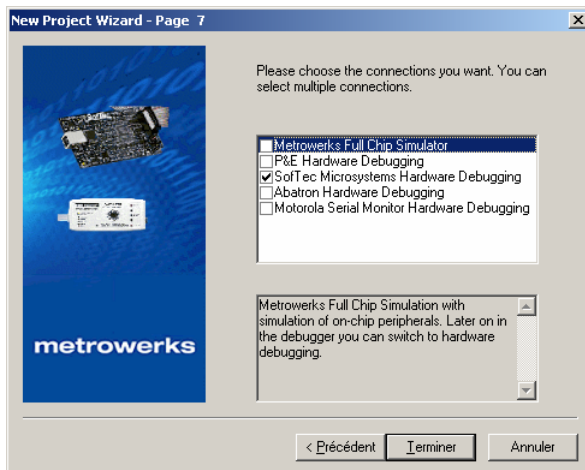 New Project Wizard - Page 7
Please choose the connections you want. You can
select multiple connections.
Metrowerks Full Chip Simulator
P&E Hardware Debugging
SofTec Microsystems Hardware Debugging
Abatron Hardware Debugging
Motorola Serial Monitor Hardware Debugging
Metrowerks Full Chip Simulation with
simulation of on-chip peripherals. Later on in
the debugger you can switch to hardware
debugging.
metrowerks
< Précédent
Terminer
Annuler